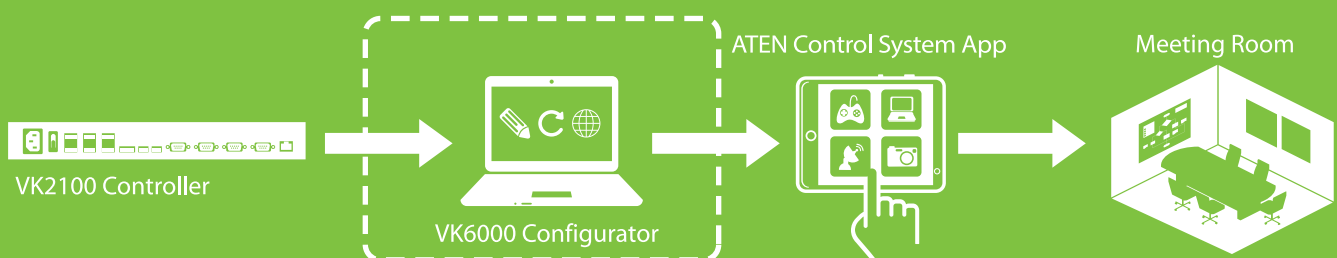 VK2100 Controller
VK6000 Configurator
ATEN Control System App
Meeting Room